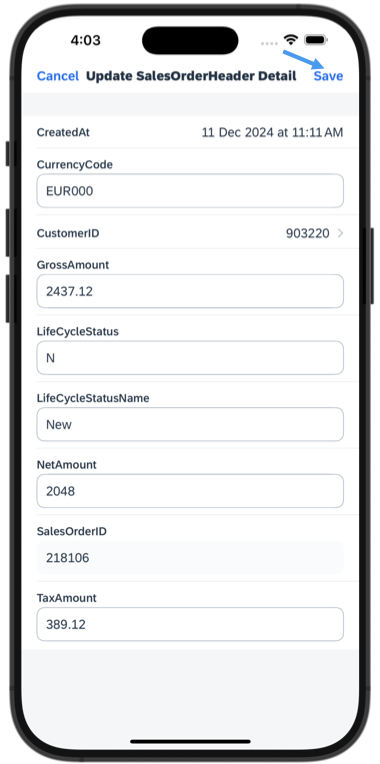 4:03
Cancel Update SalesOrderHeader Detail Save
CreatedAt 11 Dec 2024 at 11:11 AM
CurrencyCode
EUR000
CustomerID 903220
GrossAmount
2437.12
LifeCycleStatus
N
LifeCycleStatusName
New
NetAmount
2048
SalesOrderID
218106
TaxAmount
389.12